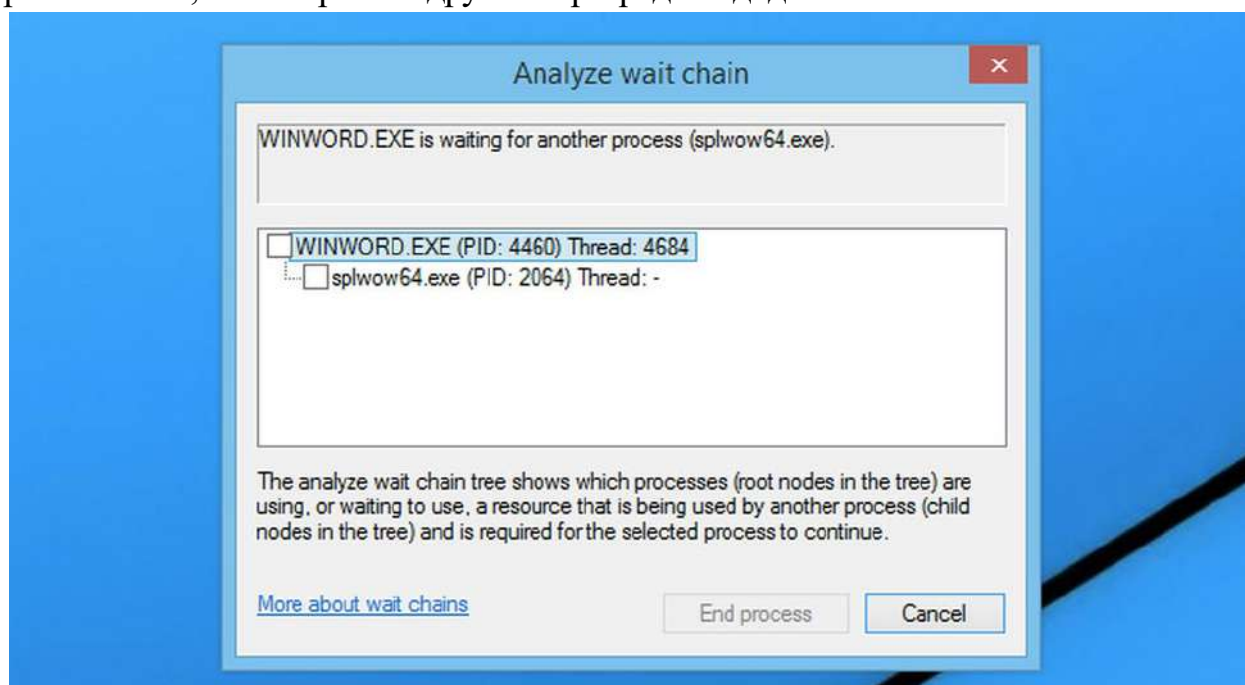 Analyze wait chain
WINWORD.EXE is waiting for another process (splwow64.exe).
WINWORD.EXE (PID: 4460) Thread: 4684
splwow64.exe (PID: 2064) Thread: -
The analyze wait chain tree shows which processes (root nodes in the tree) are
using, or waiting to use, a resource that is being used by another process (child
nodes in the tree) and is required for the selected process to continue.
More about wait chains
End process
Cancel